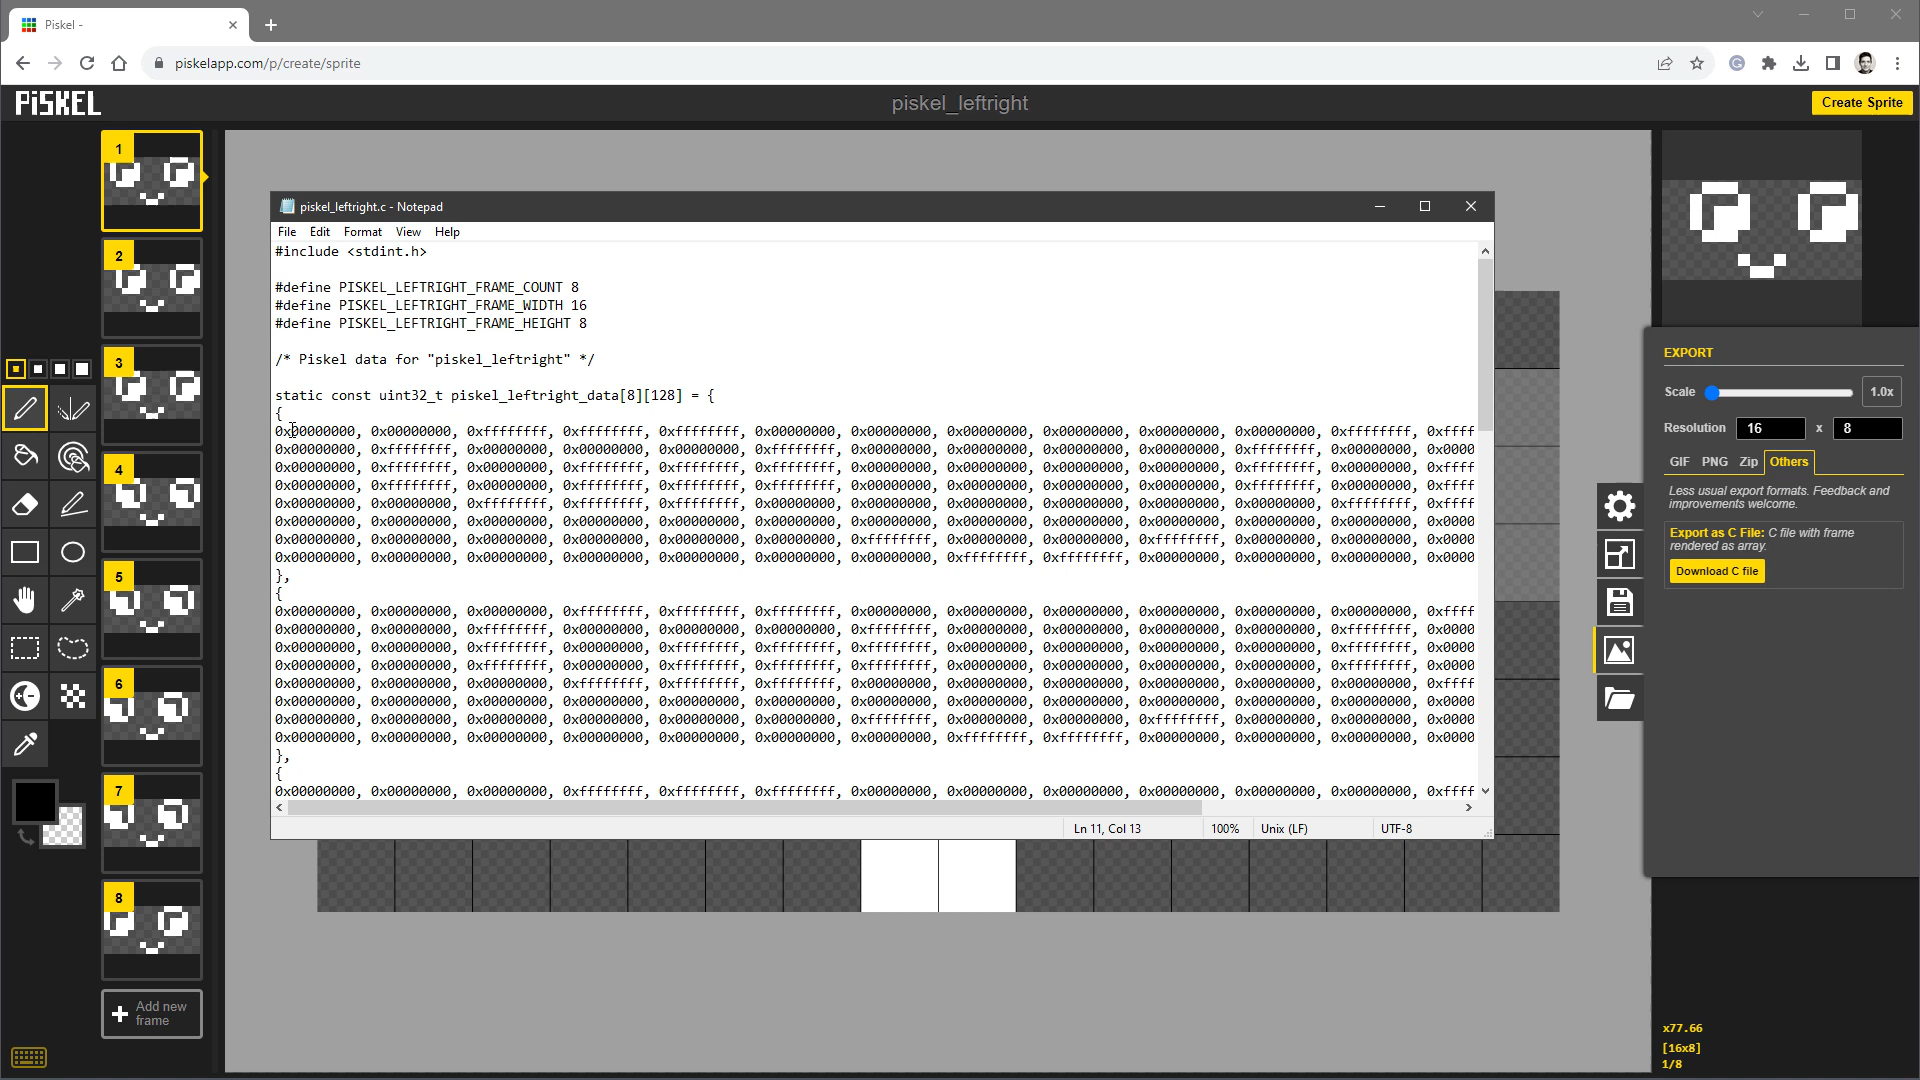 Piskel -
piskelapp.com/p/create/sprite
PiSKEL
piskel_leftright
Create Sprite
1
2
3
4
5
6
7
8
Add new
frame
piskel_leftright.c - Notepad
File Edit Format View Help
#include <stdint.h>
#define PISKEL_LEFTRIGHT_FRAME_COUNT 8
#define PISKEL_LEFTRIGHT_FRAME_WIDTH 16
#define PISKEL_LEFTRIGHT_FRAME_HEIGHT 8
/* Piskel data for "piskel_leftright" */
static const uint32_t piskel_leftright_data[8][128] = {
{
0x00000000, 0x00000000, 0xffffffff, 0xffffffff, 0xffffffff, 0x00000000, 0x00000000, 0x00000000, 0x00000000, 0x00000000, 0x00000000, 0xffffffff, 0xffff
0x00000000, 0xffffffff, 0x00000000, 0x00000000, 0x00000000, 0xffffffff, 0x00000000, 0x00000000, 0x00000000, 0x00000000, 0xffffffff, 0x00000000, 0x0000
0x00000000, 0xffffffff, 0x00000000, 0xffffffff, 0xffffffff, 0xffffffff, 0x00000000, 0x00000000, 0x00000000, 0x00000000, 0xffffffff, 0x00000000, 0xffff
0x00000000, 0xffffffff, 0x00000000, 0xffffffff, 0xffffffff, 0xffffffff, 0x00000000, 0x00000000, 0x00000000, 0x00000000, 0xffffffff, 0x00000000, 0xffff
0x00000000, 0x00000000, 0xffffffff, 0xffffffff, 0xffffffff, 0x00000000, 0x00000000, 0x00000000, 0x00000000, 0x00000000, 0x00000000, 0xffffffff, 0xffff
0x00000000, 0x00000000, 0x00000000, 0x00000000, 0x00000000, 0x00000000, 0x00000000, 0x00000000, 0x00000000, 0x00000000, 0x00000000, 0x00000000, 0x0000
0x00000000, 0x00000000, 0x00000000, 0x00000000, 0x00000000, 0x00000000, 0xffffffff, 0x00000000, 0x00000000, 0xffffffff, 0x00000000, 0x00000000, 0x0000
0x00000000, 0x00000000, 0x00000000, 0x00000000, 0x00000000, 0x00000000, 0x00000000, 0xffffffff, 0xffffffff, 0x00000000, 0x00000000, 0x00000000, 0x0000
},
{
0x00000000, 0x00000000, 0x00000000, 0xffffffff, 0xffffffff, 0xffffffff, 0x00000000, 0x00000000, 0x00000000, 0x00000000, 0x00000000, 0x00000000, 0xffff
0x00000000, 0x00000000, 0xffffffff, 0x00000000, 0x00000000, 0x00000000, 0xffffffff, 0x00000000, 0x00000000, 0x00000000, 0x00000000, 0xffffffff, 0x0000
0x00000000, 0x00000000, 0xffffffff, 0x00000000, 0xffffffff, 0xffffffff, 0xffffffff, 0x00000000, 0x00000000, 0x00000000, 0x00000000, 0xffffffff, 0x0000
0x00000000, 0x00000000, 0xffffffff, 0x00000000, 0xffffffff, 0xffffffff, 0xffffffff, 0x00000000, 0x00000000, 0x00000000, 0x00000000, 0xffffffff, 0x0000
0x00000000, 0x00000000, 0x00000000, 0xffffffff, 0xffffffff, 0xffffffff, 0x00000000, 0x00000000, 0x00000000, 0x00000000, 0x00000000, 0x00000000, 0xffff
0x00000000, 0x00000000, 0x00000000, 0x00000000, 0x00000000, 0x00000000, 0x00000000, 0x00000000, 0x00000000, 0x00000000, 0x00000000, 0x00000000, 0x0000
0x00000000, 0x00000000, 0x00000000, 0x00000000, 0x00000000, 0x00000000, 0xffffffff, 0x00000000, 0x00000000, 0xffffffff, 0x00000000, 0x00000000, 0x0000
0x00000000, 0x00000000, 0x00000000, 0x00000000, 0x00000000, 0x00000000, 0x00000000, 0xffffffff, 0xffffffff, 0x00000000, 0x00000000, 0x00000000, 0x0000
},
{
0x00000000, 0x00000000, 0x00000000, 0xffffffff, 0xffffffff, 0xffffffff, 0x00000000, 0x00000000, 0x00000000, 0x00000000, 0x00000000, 0x00000000, 0xffff
Ln 11, Col 13 100% Unix (LF) UTF-8
EXPORT
Scale 1.0x
Resolution 16 x 8
GIF PNG Zip Others
Less usual export formats. Feedback and
improvements welcome.
Export as C File: C file with frame
rendered as array.
Download C file
x77.66
[16x8]
1/8